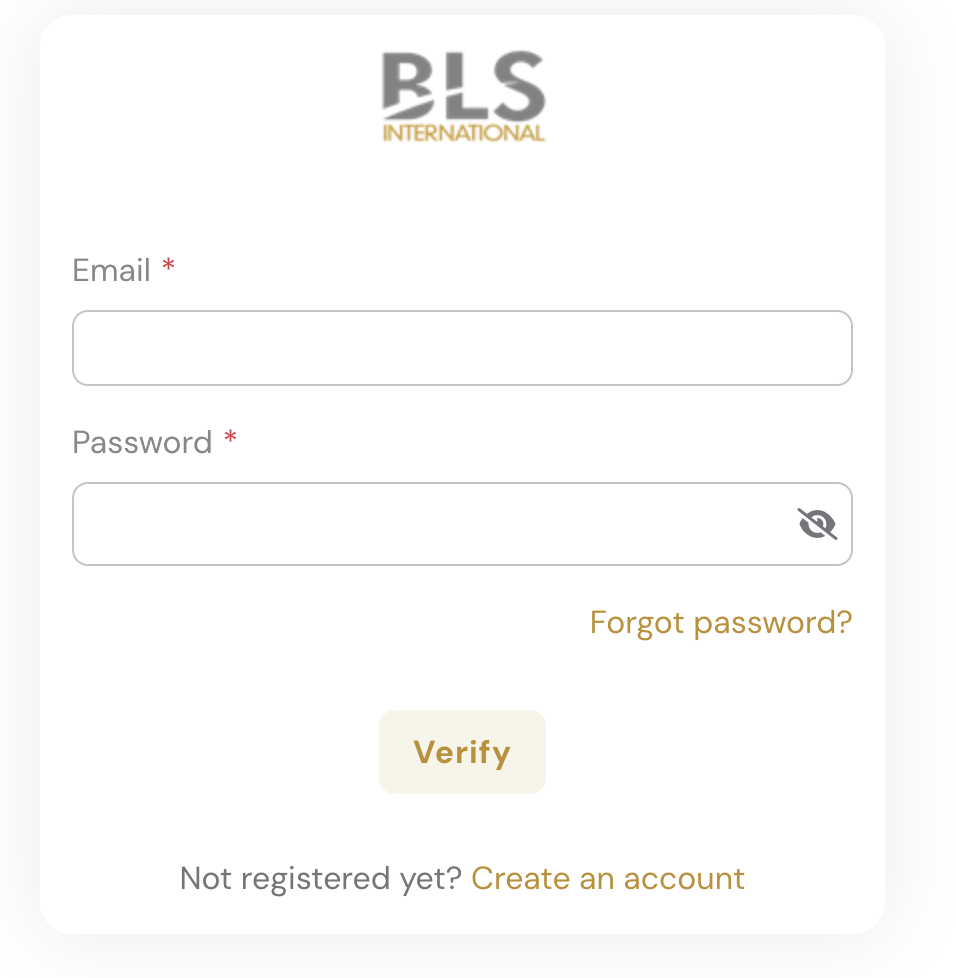 BLS
INTERNATIONAL
Email *
Password *
Forgot password?
Verify
Not registered yet? Create an account